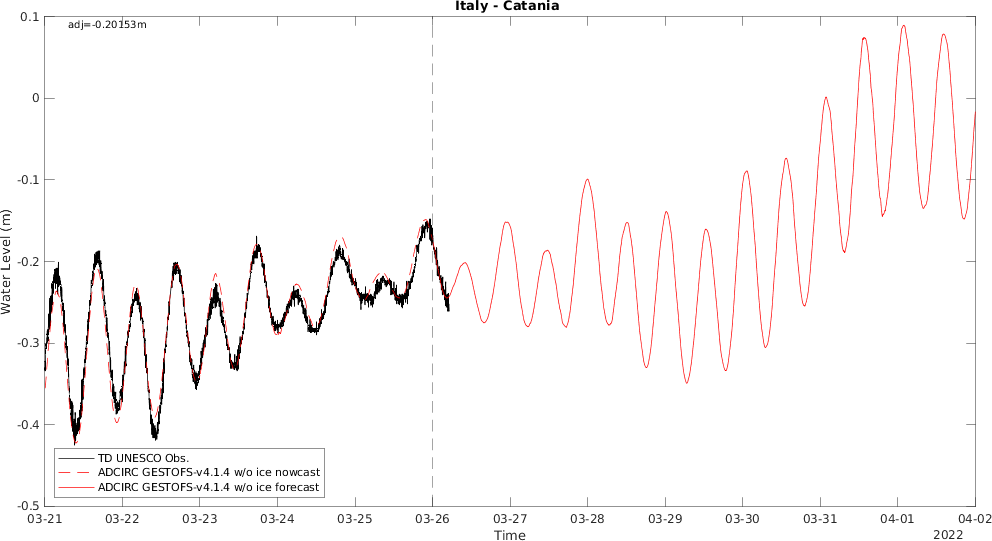 Italy - Catania
adj=-0.20153m
0.1
0
-0.1
-0.2
-0.3
-0.4
-0.5
Water Level (m)
TD UNESCO Obs.
ADCIRC GESTOFS-v4.1.4 w/o ice nowcast
ADCIRC GESTOFS-v4.1.4 w/o ice forecast
03-21 03-22 03-23 03-24 03-25 03-26 03-27 03-28 03-29 03-30 03-31 04-01 04-02
Time
2022